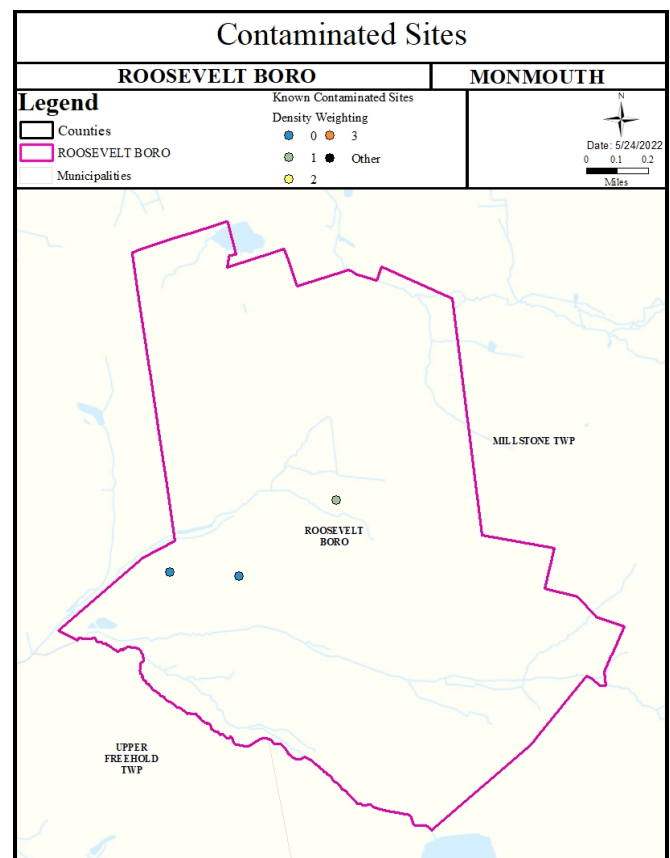 Contaminated Sites
ROOSEVELT BORO
MONMOUTH
Legend
Counties
ROOSEVELT BORO
Municipalities
Known Contaminated Sites
Density Weighting
0 3
1 Other
2
N
Date: 5/24/2022
0 0.1 0.2
Miles
MILLSTONE TWP
ROOSEVELT
BORO
UPPER
FREEHOLD
TWP